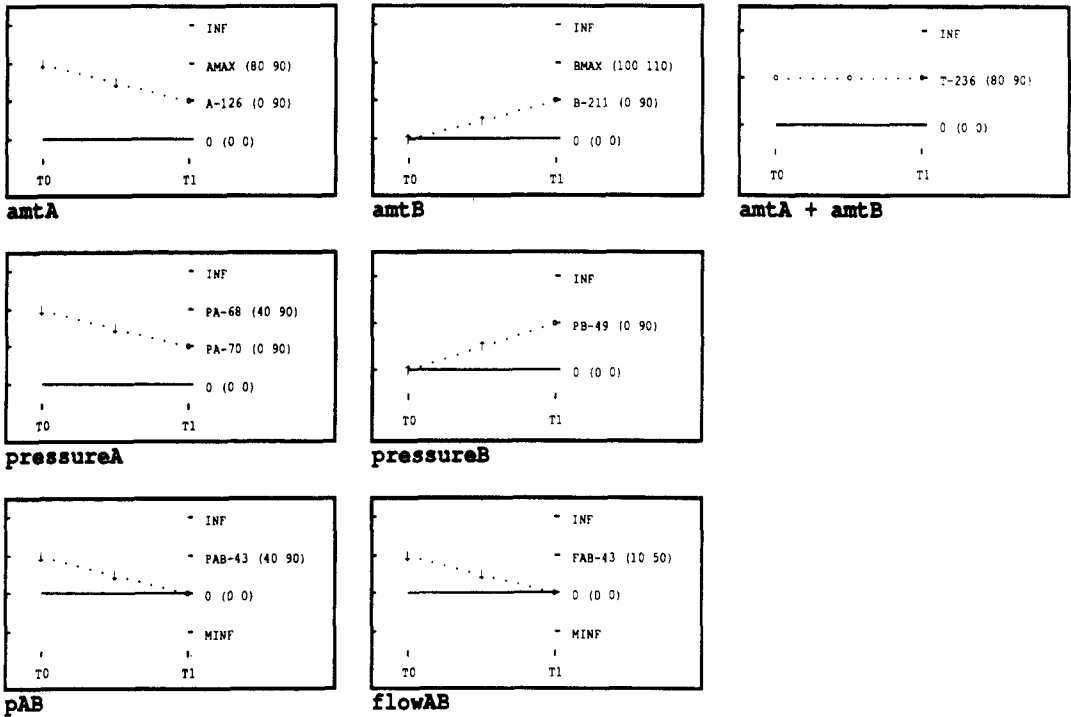 INF
AMAX (80 90)
A-126 (0 90)
0 (0 0)
T0 T1
amtA
INF
BMAX (100 110)
B-211 (0 90)
0 (0 0)
T0 T1
amtB
INF
T-236 (80 90)
0 (0 0)
T0 T1
amtA + amtB
INF
PA-68 (40 90)
PA-70 (0 90)
0 (0 0)
T0 T1
pressureA
INF
PB-49 (0 90)
0 (0 0)
T0 T1
pressureB
INF
PAB-43 (40 90)
0 (0 0)
MINF
T0 T1
pAB
INF
FAB-43 (10 50)
0 (0 0)
MINF
T0 T1
flowAB